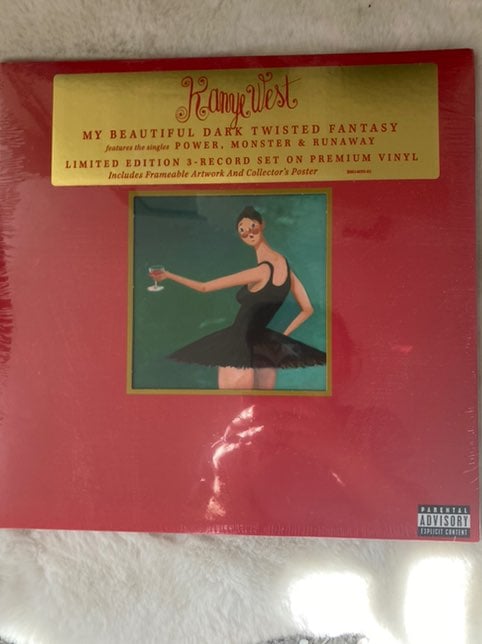 Kanye West
MY BEAUTIFUL DARK TWISTED FANTASY
features the singles POWER, MONSTER & RUNAWAY
LIMITED EDITION 3-RECORD SET ON PREMIUM VINYL
Includes Frameable Artwork And Collector's Poster
PARENTAL
ADVISORY
EXPLICIT CONTENT